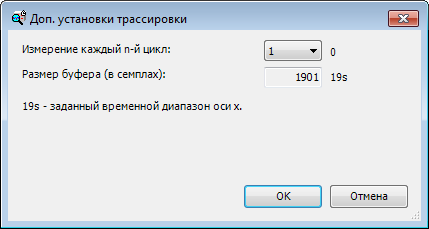 Доп. установки трассировки
Измерение каждый n-й цикл: 1 0
Размер буфера (в семплах): 1901 19s
19s - заданный временной диапазон оси x.
OK Отмена